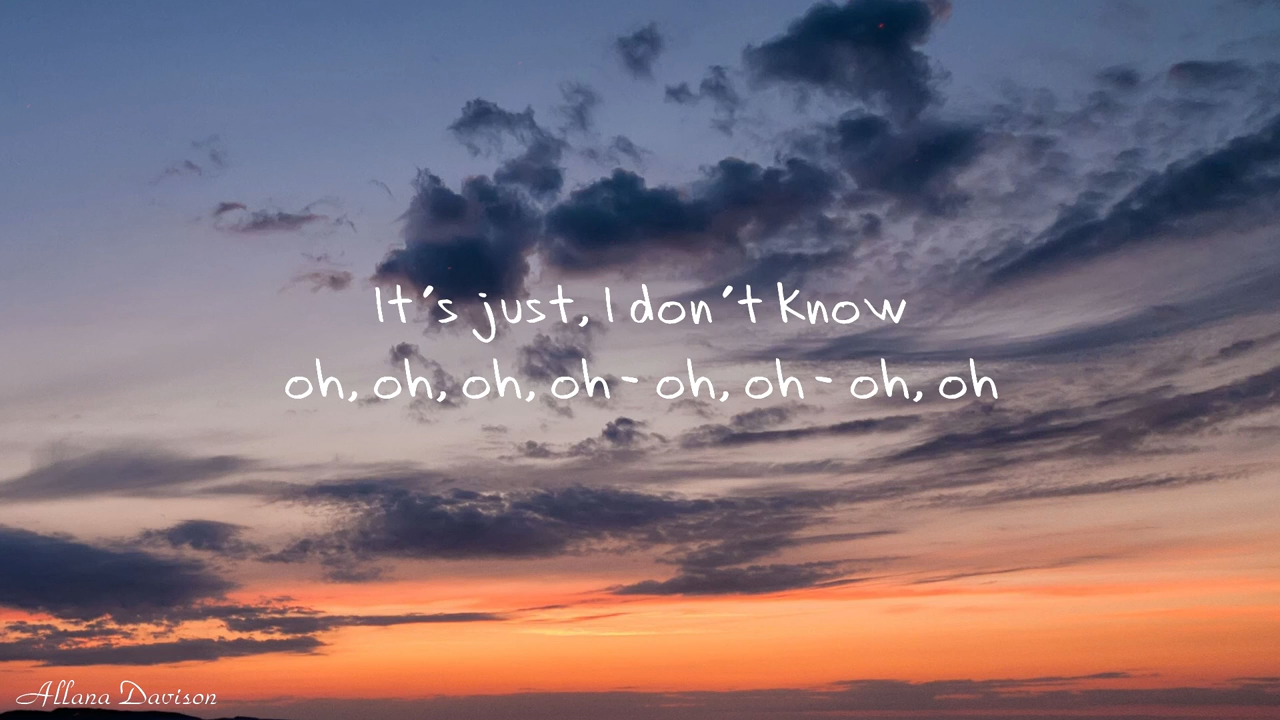 It's just, I don't know
oh, oh, oh, oh-oh, oh-oh, oh
Allana Davison